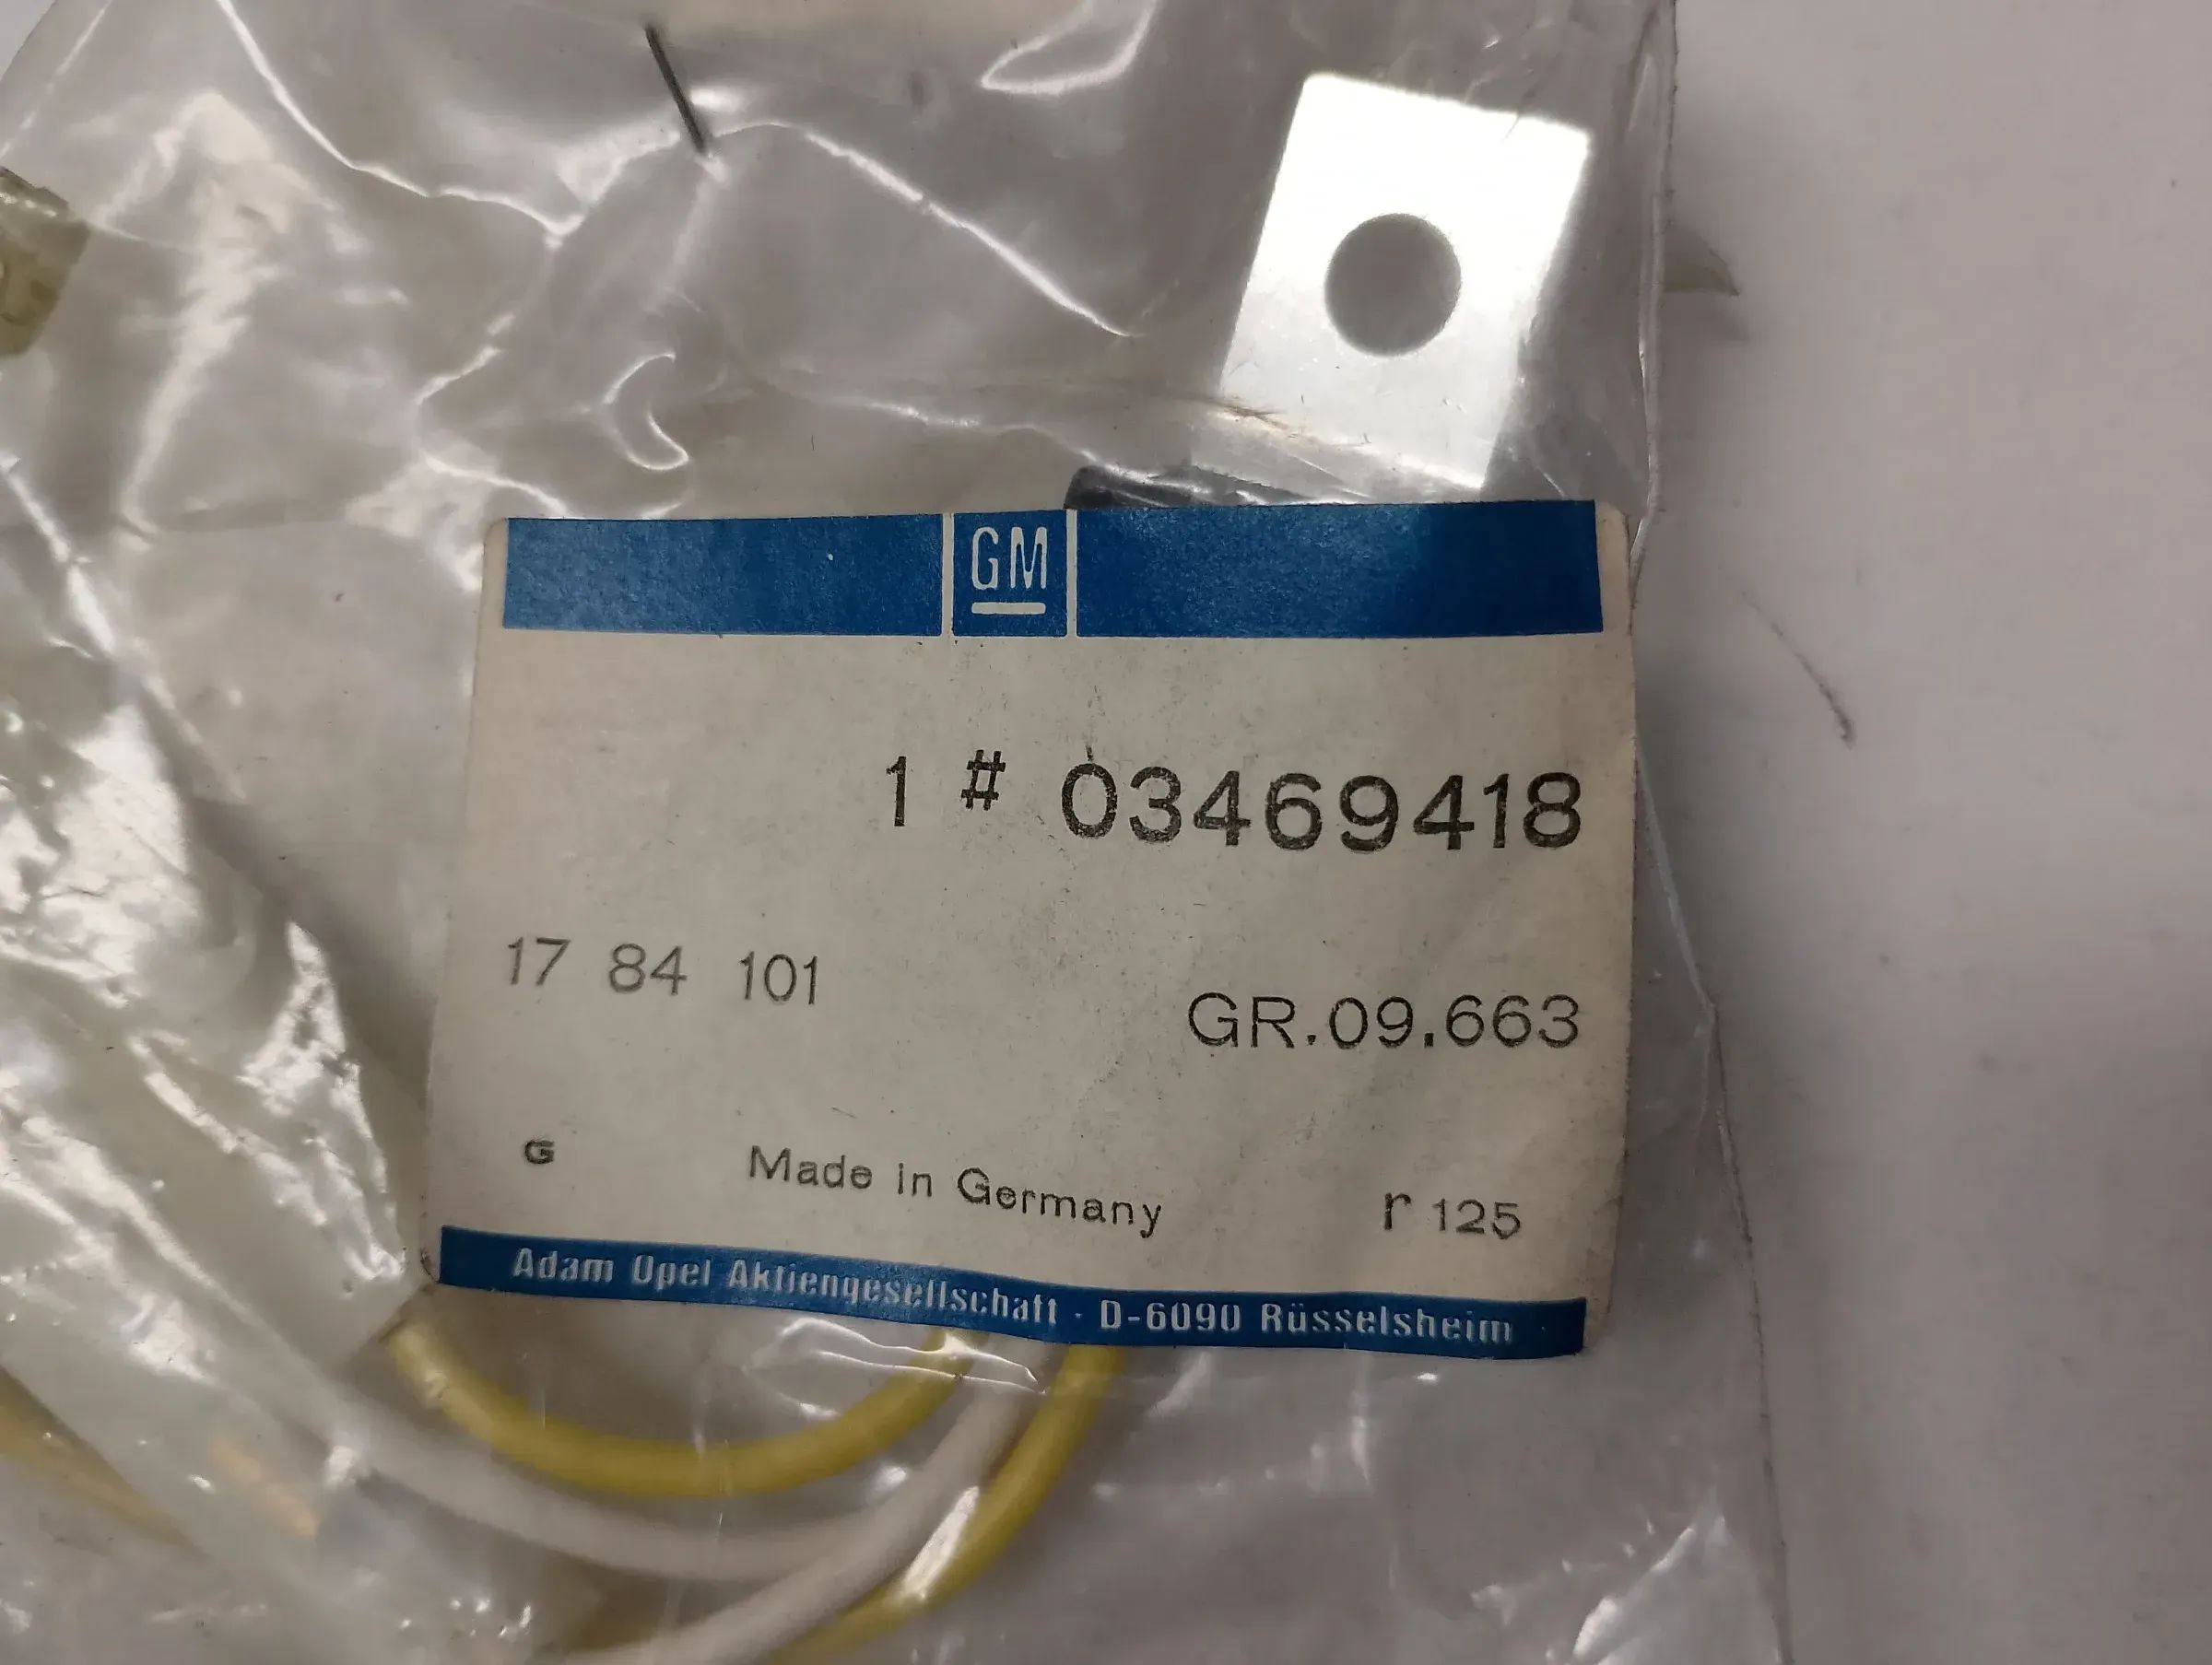 GM
1 # 03469418
17 84 101
GR.09.663
G Made in Germany r 125
Adam Opel Aktiengesellschaft · D-6090 Rüsselsheim